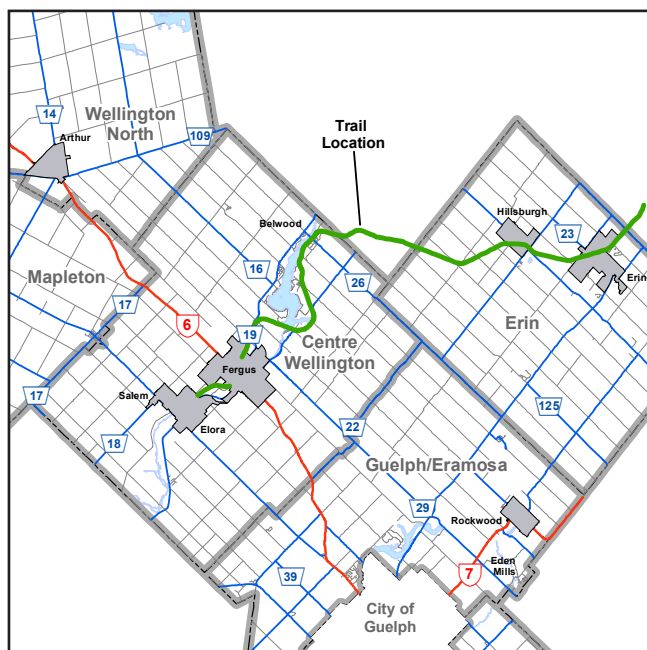 14
Wellington
North
Arthur
109
Trail
Location
Hillsburgh
23
Belwood
Erin
Mapleton
16
26
17
6
19
Centre
Wellington
Erin
Fergus
Salem
17
Elora
125
22
18
Guelph/Eramosa
29
Rockwood
39
7
Eden
Mills
City of
Guelph